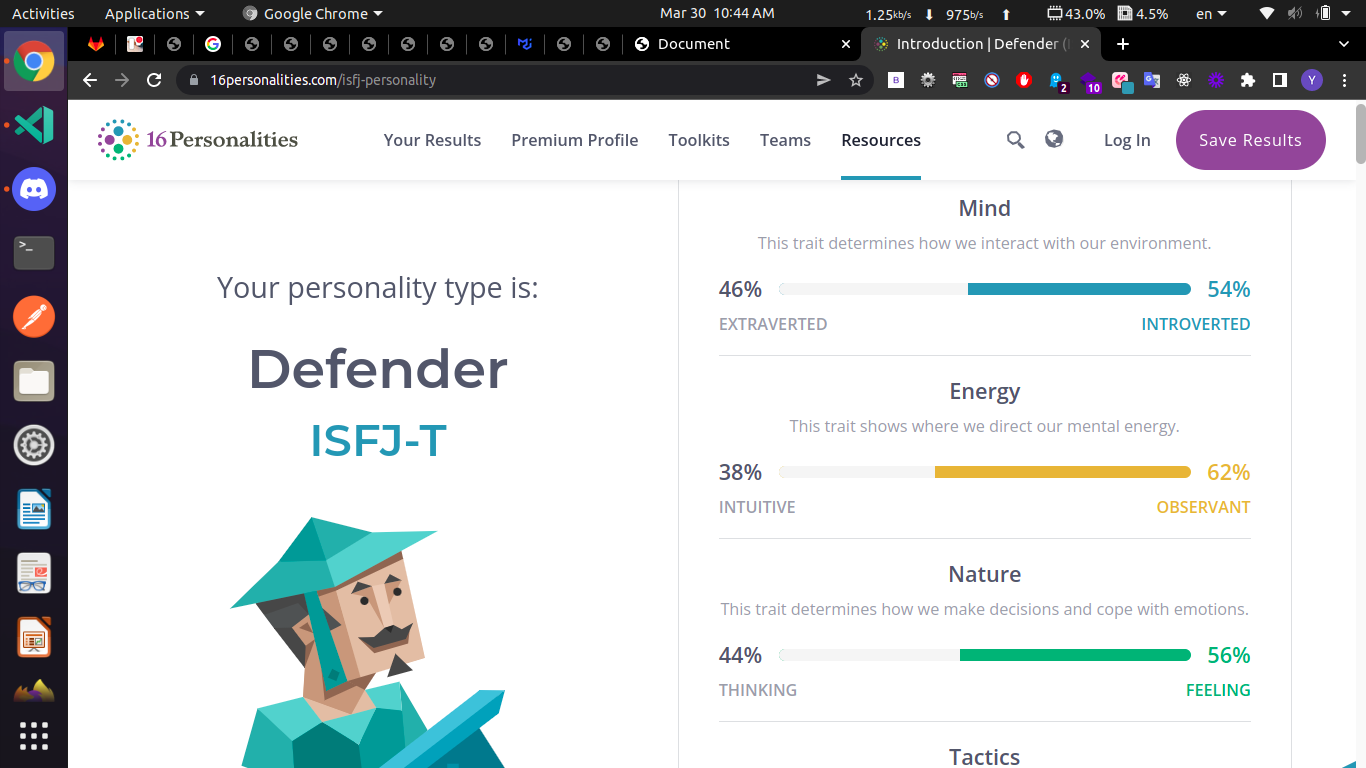 Activities Applications Google Chrome Mar 30 10:44 AM 1.25kb/s 975b/s 43.0% 4.5% en
Document Introduction | Defender (
16personalities.com/isfj-personality B 2 10 Y
16Personalities Your Results Premium Profile Toolkits Teams Resources Log In Save Results
Your personality type is:
Defender
ISFJ-T
Mind
This trait determines how we interact with our environment.
46% 54%
EXTRAVERTED INTROVERTED
Energy
This trait shows where we direct our mental energy.
38% 62%
INTUITIVE OBSERVANT
Nature
This trait determines how we make decisions and cope with emotions.
44% 56%
THINKING FEELING
Tactics